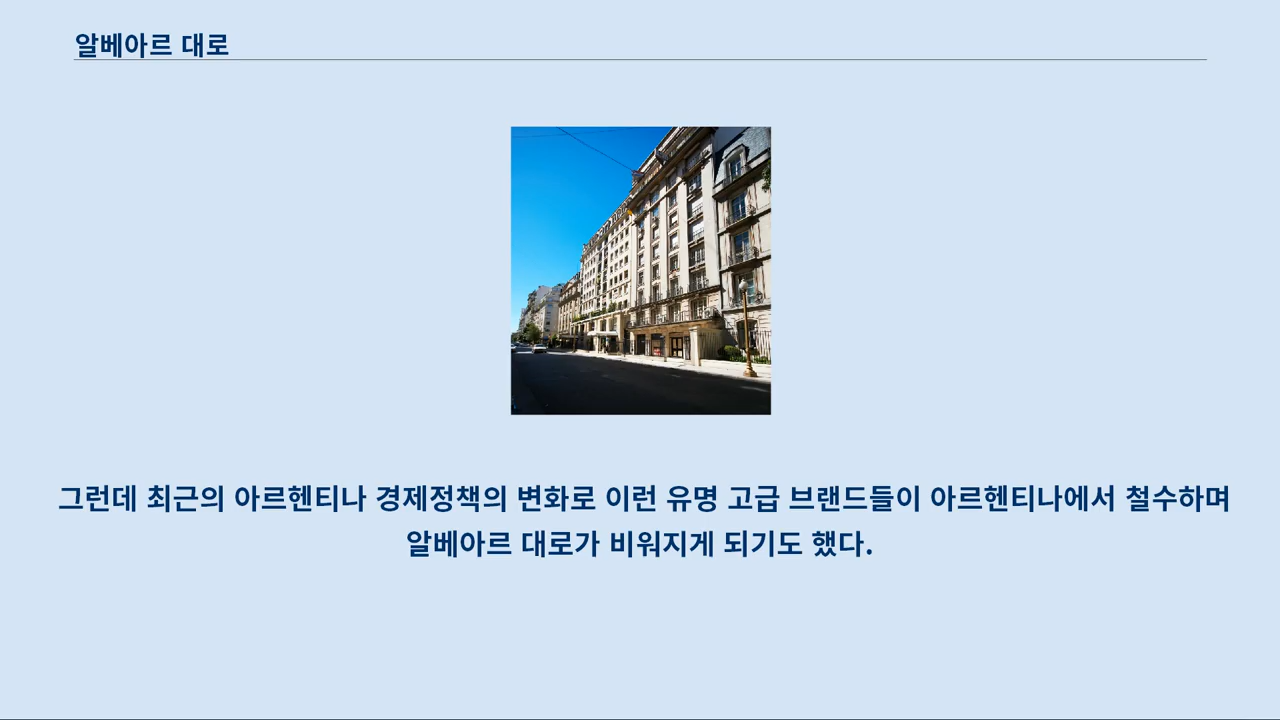 알베아르 대로
그런데 최근의 아르헨티나 경제정책의 변화로 이런 유명 고급 브랜드들이 아르헨티나에서 철수하며
알베아르 대로가 비워지게 되기도 했다.